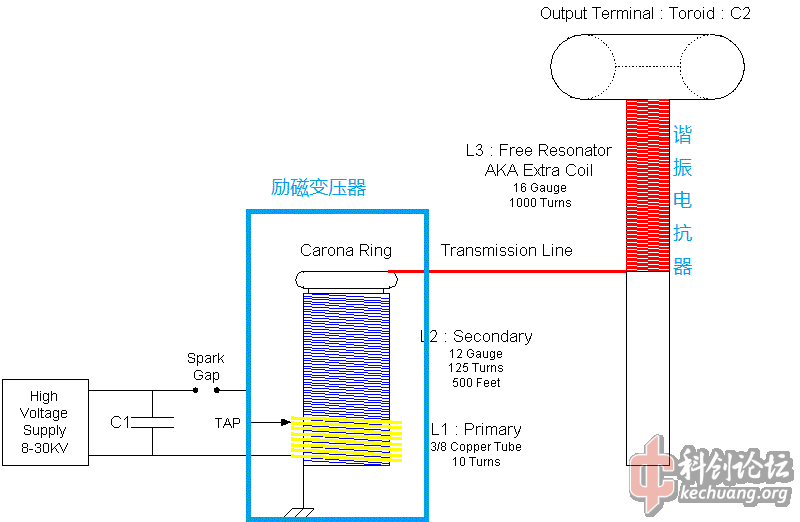 Output Terminal : Toroid : C2
L3 : Free Resonator
AKA Extra Coil
16 Gauge
1000 Turns
谐
振
电
抗
器
励磁变压器
Carona Ring
Transmission Line
L2 : Secondary
12 Gauge
125 Turns
500 Feet
Spark
Gap
High
Voltage
Supply
8-30KV
C1
TAP
L1 : Primary
3/8 Copper Tube
10 Turns
科创论坛
kechuang.org